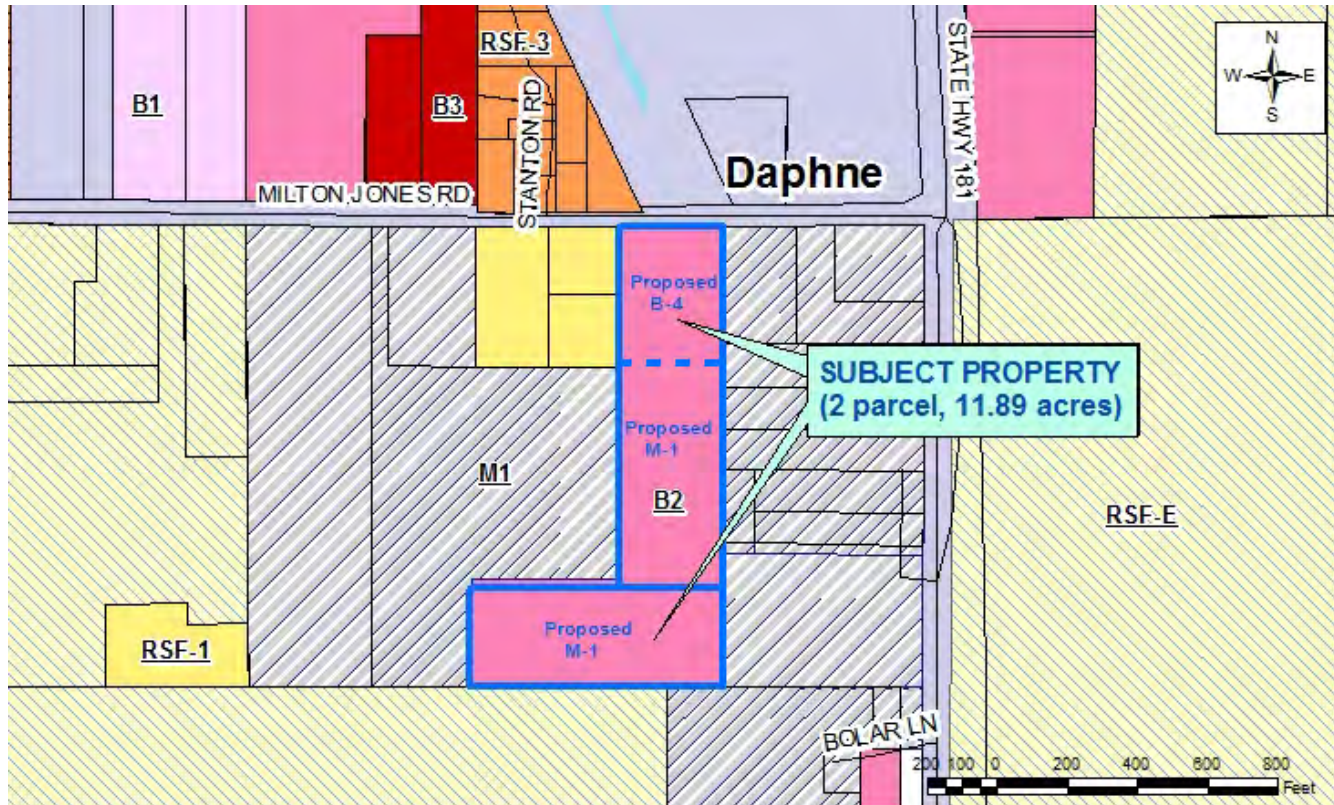 RSF-3
STATE HWY 181
N
W
E
S
B1
B3
STANTON RD
Daphne
MILTON JONES RD
Proposed
B-4
SUBJECT PROPERTY
(2 parcel, 11.89 acres)
Proposed
M-1
M1
B2
RSF-E
Proposed
M-1
RSF-1
BOLAR LN
200 100 0 200 400 600 800
Feet